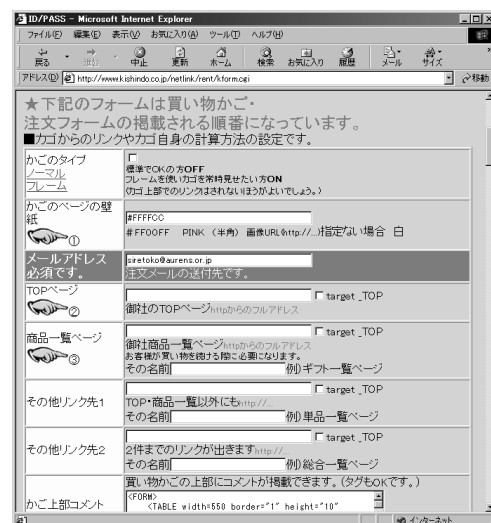 ID/PASS - Microsoft Internet Explorer
ファイル(F) 編集(E) 表示(V) お気に入り(A) ツール(T) ヘルプ(H)
戻る 進む 中止 更新 ホーム 検索 お気に入り 履歴 メール サイズ
アドレス(D) http://www.kishindo.co.jp/netlink/rent/kform.cgi 移動
★下記のフォームは買い物かご・
注文フォームの掲載される順番になっています。
■カゴからのリンクやカゴ自身の計算方法の設定です。
かごのタイプ
ノーマル
フレーム
標準でOKの方OFF
フレームを使いカゴを常時見せたい方ON
(カゴ上部でのリンクはされないほうがよいでしょう。)
かごのページの壁紙
①
#FFFFCC
#FF00FF PINK (半角) 画像URL(http://...)指定ない場合 白
メールアドレス
必須です。
siretoko@aurens.or.jp
注文メールの送付先です。
TOPページ
②
target _TOP
御社のTOPページhttpからのフルアドレス
商品一覧ページ
③
target _TOP
御社商品一覧ページhttpからのフルアドレス
お客様が買い物を続ける際に必要になります。
その名前 例)ギフト一覧ページ
その他リンク先1
target _TOP
TOP・商品一覧以外にもhttp://...
その名前 例)単品一覧ページ
その他リンク先2
target _TOP
2件までのリンクが出きますhttp://...
その名前 例)総合一覧ページ
かご上部コメント
買い物かごの上部にコメントが掲載できます。(タグもOKです。)
<FORM>
<TABLE width=550 border="1" height="10"
インターネット